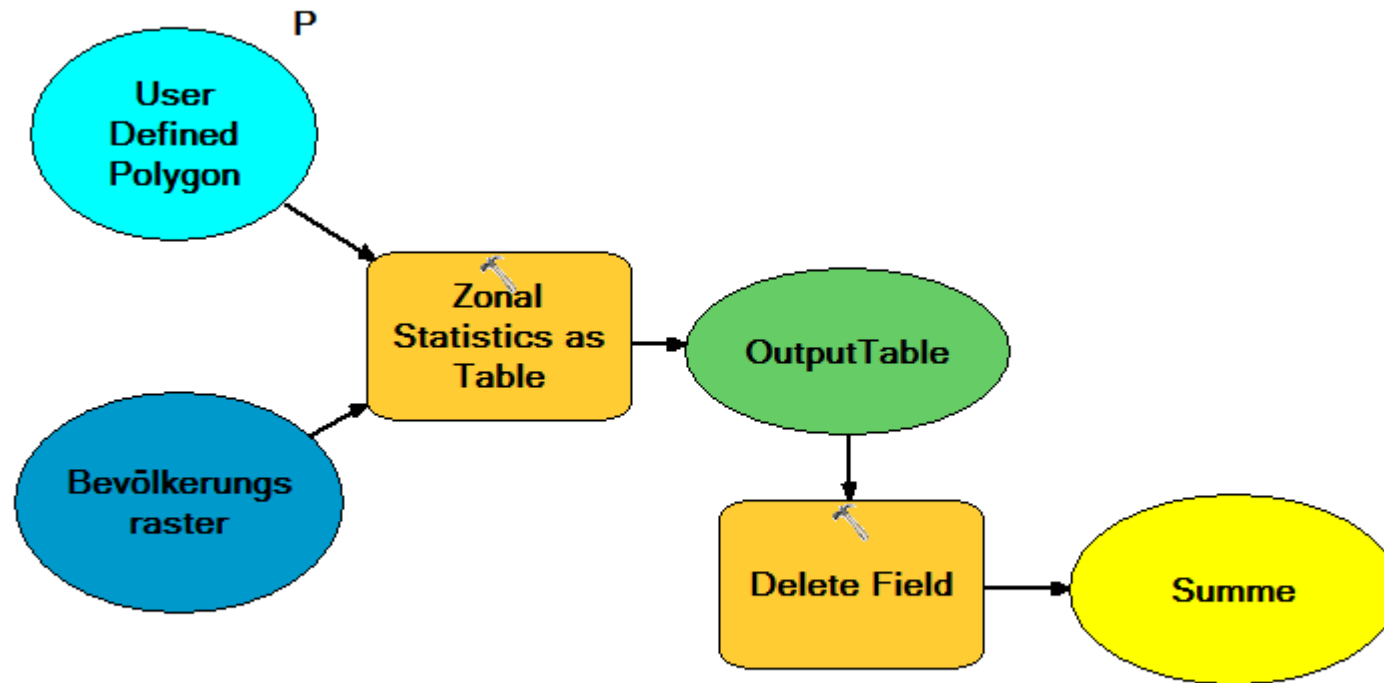 P
User
Defined
Polygon
Zonal
Statistics as
Table
OutputTable
Bevölkerungs
raster
Delete Field
Summe